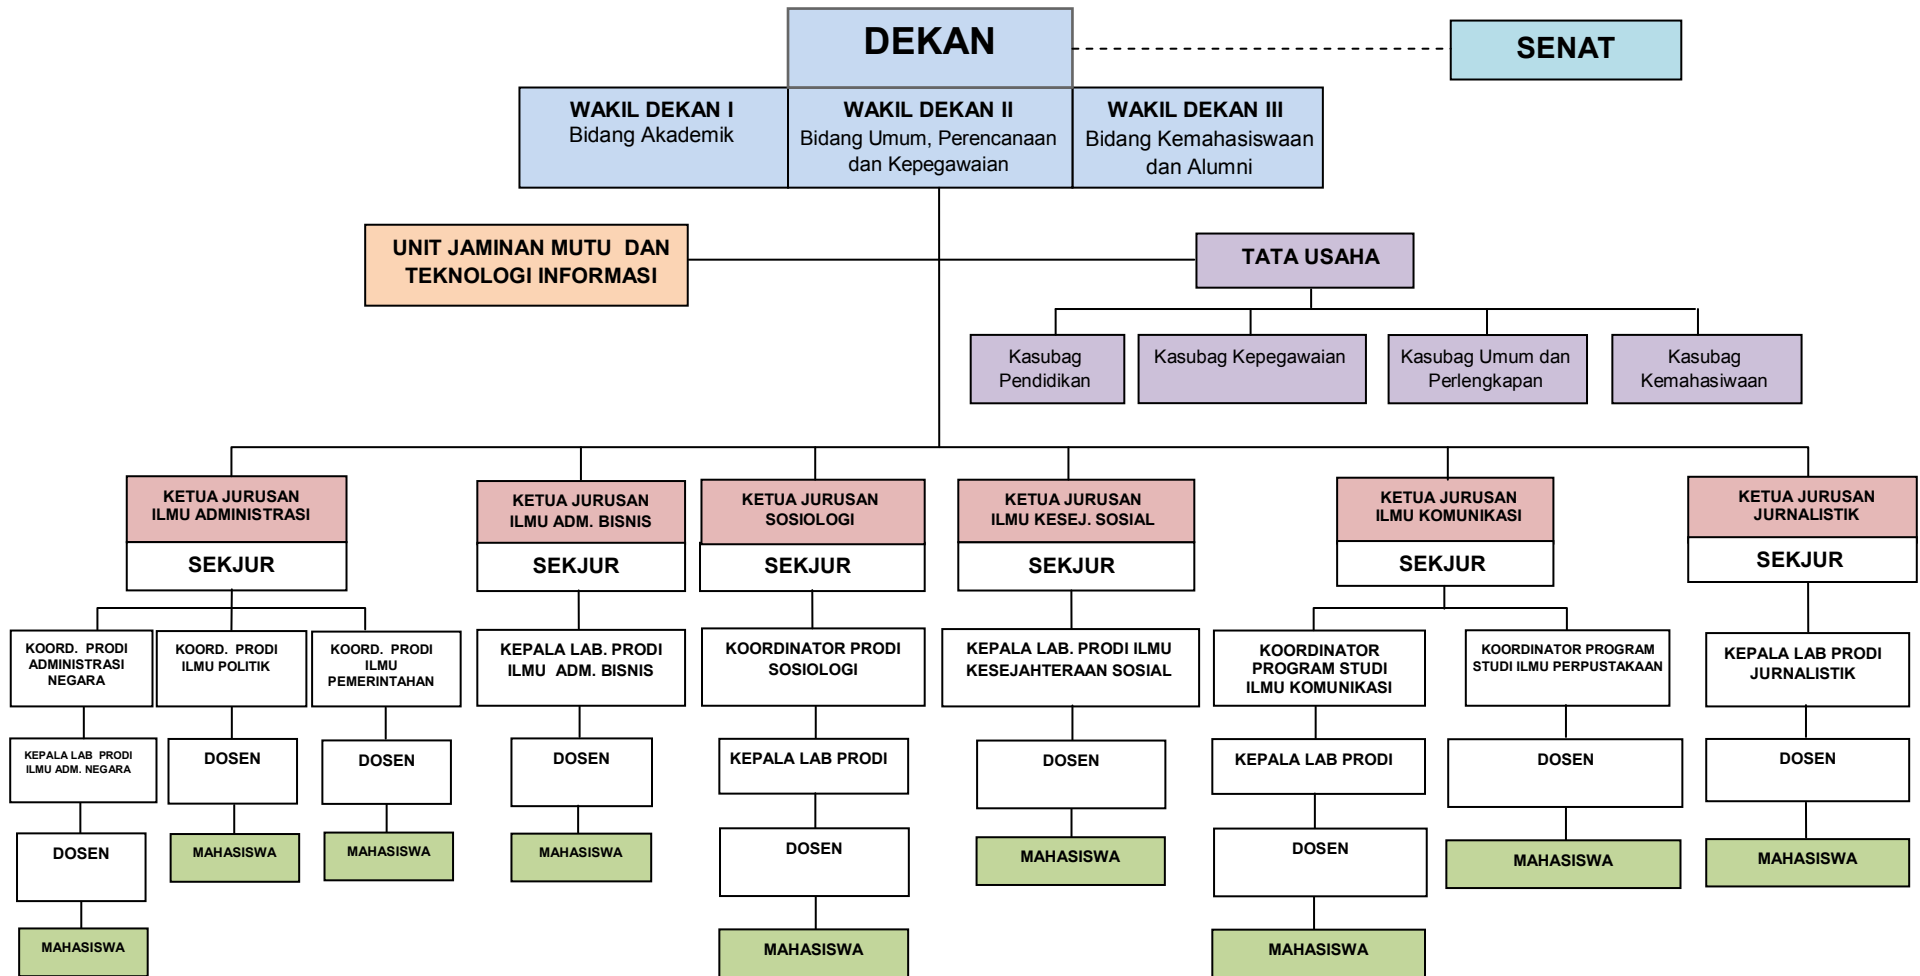 DEKAN
SENAT
WAKIL DEKAN I
Bidang Akademik
WAKIL DEKAN II
Bidang Umum, Perencanaan
dan Kepegawaian
WAKIL DEKAN III
Bidang Kemahasiswaan
dan Alumni
UNIT JAMINAN MUTU DAN
TEKNOLOGI INFORMASI
TATA USAHA
Kasubag
Pendidikan
Kasubag Kepegawaian
Kasubag Umum dan
Perlengkapan
Kasubag
Kemahasiwaan
KETUA JURUSAN
ILMU ADMINISTRASI
SEKJUR
KETUA JURUSAN
ILMU ADM. BISNIS
SEKJUR
KETUA JURUSAN
SOSIOLOGI
SEKJUR
KETUA JURUSAN
ILMU KESEJ. SOSIAL
SEKJUR
KETUA JURUSAN
ILMU KOMUNIKASI
SEKJUR
KETUA JURUSAN
JURNALISTIK
SEKJUR
KOORD. PRODI
ADMINISTRASI
NEGARA
KOORD. PRODI
ILMU POLITIK
KOORD. PRODI
ILMU
PEMERINTAHAN
KEPALA LAB. PRODI
ILMU ADM. BISNIS
KOORDINATOR PRODI
SOSIOLOGI
KEPALA LAB. PRODI ILMU
KESEJAHTERAAN SOSIAL
KOORDINATOR
PROGRAM STUDI
ILMU KOMUNIKASI
KOORDINATOR PROGRAM
STUDI ILMU PERPUSTAKAAN
KEPALA LAB PRODI
JURNALISTIK
KEPALA LAB PRODI
ILMU ADM. NEGARA
DOSEN
DOSEN
DOSEN
KEPALA LAB PRODI
DOSEN
KEPALA LAB PRODI
DOSEN
DOSEN
DOSEN
MAHASISWA
MAHASISWA
MAHASISWA
DOSEN
MAHASISWA
DOSEN
MAHASISWA
MAHASISWA
MAHASISWA
MAHASISWA
MAHASISWA